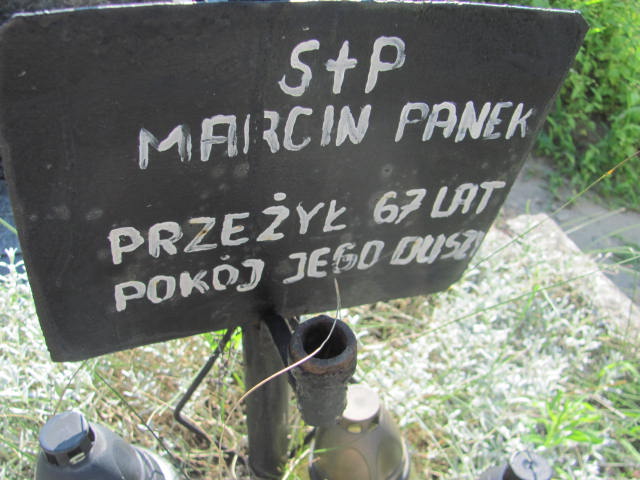 S+P
MARCIN PANEK
PRZEŻYŁ 67 LAT
POKÓJ JEGO DUSZY